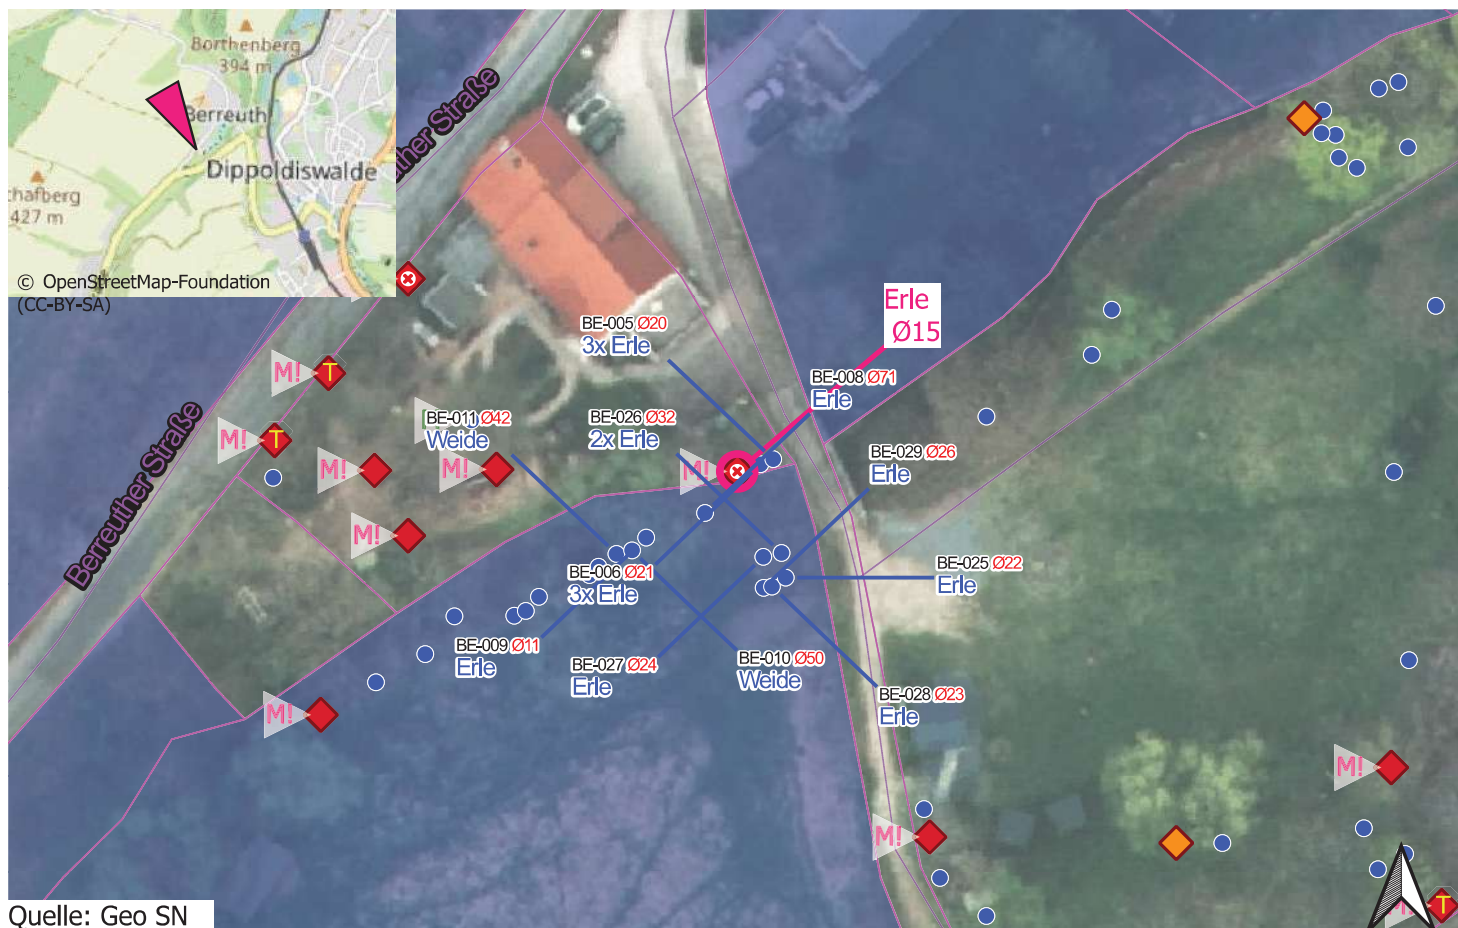 Borthenberg
394 m
Berreuth
Dippoldiswalde
chafberg
427 m
© OpenStreetMap-Foundation
(CC-BY-SA)
uther Straße
Erle
Ø15
BE-005 Ø20
3x Erle
BE-008 Ø71
Erle
M!
T
BE-011 Ø42
Weide
BE-026 Ø32
2x Erle
M!
T
BE-029 Ø26
Erle
M!
M!
M!
Berreuther Straße
M!
BE-006 Ø21
3x Erle
BE-025 Ø22
Erle
BE-009 Ø11
Erle
BE-027 Ø24
Erle
BE-010 Ø50
Weide
BE-028 Ø23
Erle
M!
M!
M!
T
Quelle: Geo SN